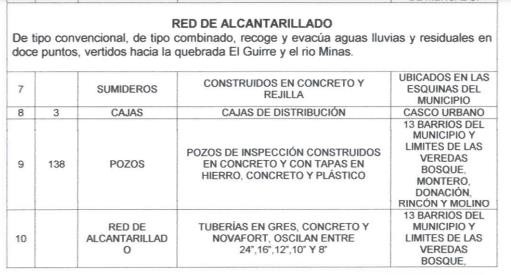 RED DE ALCANTARILLADO
De tipo convencional, de tipo combinado, recoge y evacúa aguas lluvias y residuales en
doce puntos, vertidos hacia la quebrada El Guirre y el rio Minas.
7 SUMIDEROS CONSTRUIDOS EN CONCRETO Y
REJILLA
UBICADOS EN LAS
ESQUINAS DEL
MUNICIPIO
8 3 CAJAS CAJAS DE DISTRIBUCIÓN CASCO URBANO
9 138 POZOS POZOS DE INSPECCIÓN CONSTRUIDOS
EN CONCRETO Y CON TAPAS EN
HIERRO, CONCRETO Y PLÁSTICO
13 BARRIOS DEL
MUNICIPIO Y
LIMITES DE LAS
VEREDAS
BOSQUE,
MONTERO,
DONACIÓN,
RINCÓN Y MOLINO
10 RED DE
ALCANTARILLAD
O
TUBERÍAS EN GRES, CONCRETO Y
NOVAFORT, OSCILAN ENTRE
24",16",12",10" Y 8"
13 BARRIOS DEL
MUNICIPIO Y
LIMITES DE LAS
VEREDAS
BOSQUE,